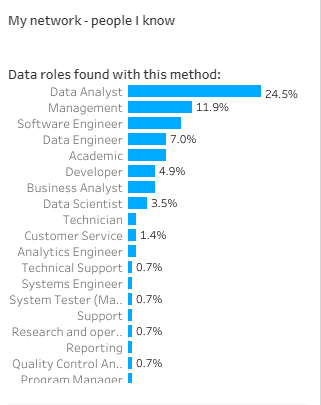 My network - people I know
Data roles found with this method:
Data Analyst 24.5%
Management 11.9%
Software Engineer
Data Engineer 7.0%
Academic
Developer 4.9%
Business Analyst
Data Scientist 3.5%
Technician
Customer Service 1.4%
Analytics Engineer
Technical Support 0.7%
Systems Engineer
System Tester (Ma.. 0.7%
Support
Research and oper.. 0.7%
Reporting
Quality Control An.. 0.7%
Program Manager